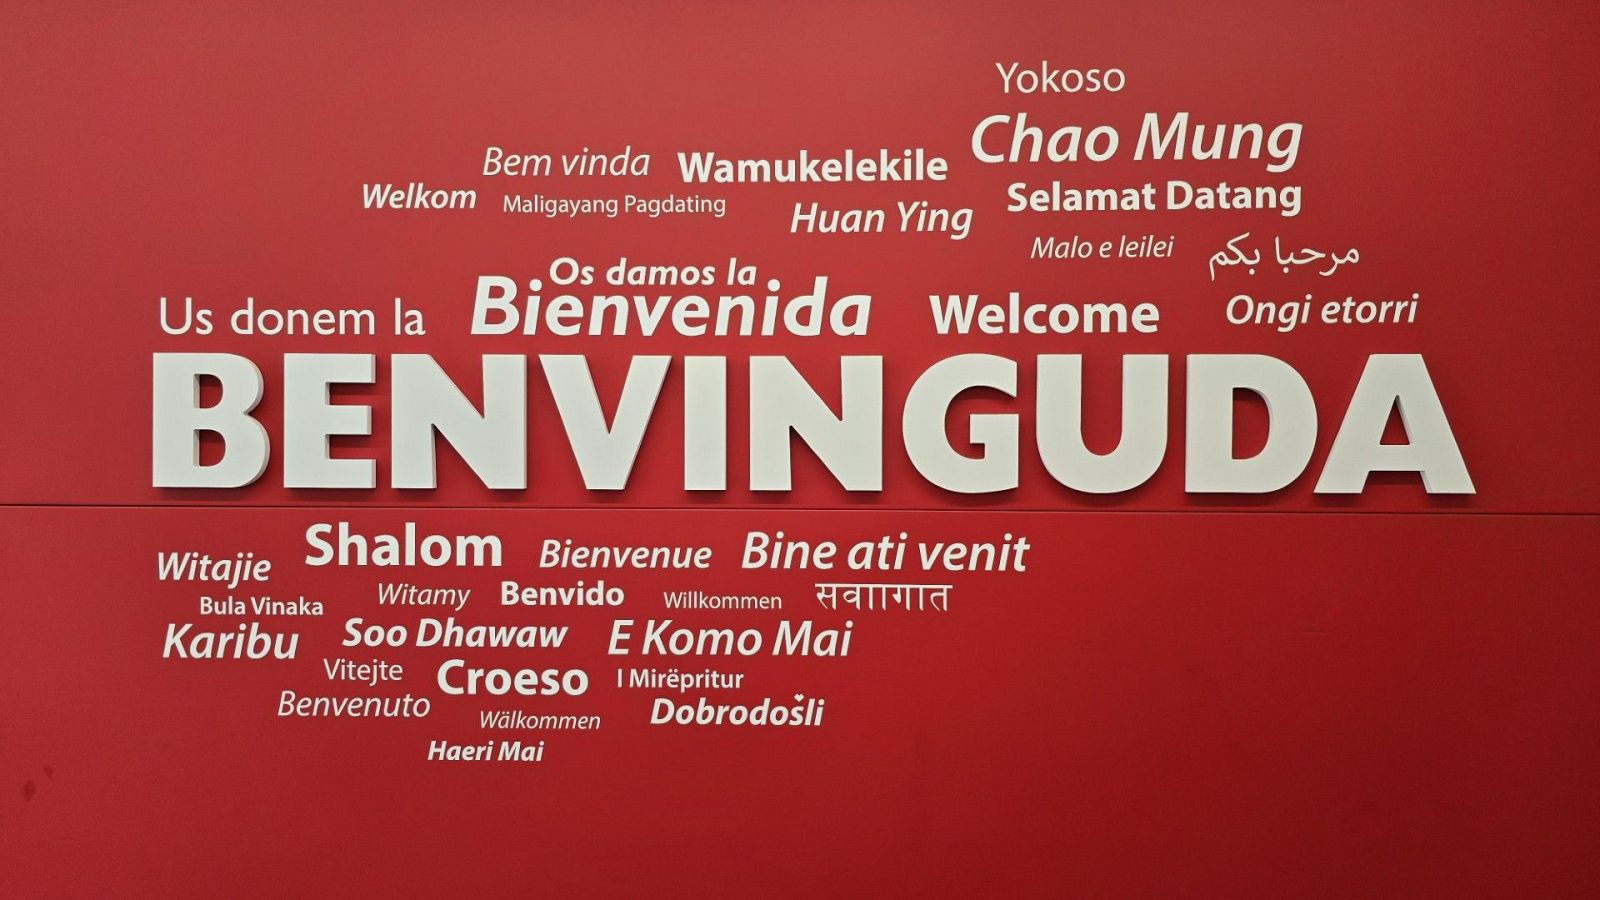 Yokoso
Chao Mung
Bem vinda
Wamukelekile
Welkom
Maligayang Pagdating
Huan Ying
Selamat Datang
Malo e leilei
مرحبا بكم
Os damos la
Us donem la
Bienvenida
Welcome
Ongi etorri
BENVINGUDA
Witajie
Shalom
Bienvenue
Bine ati venit
Bula Vinaka
Witamy
Benvido
Willkommen
सवाागात
Karibu
Soo Dhawaw
E Komo Mai
Vitejte
Croeso
I Mirëpritur
Benvenuto
Wälkommen
Dobrodošli
Haeri Mai